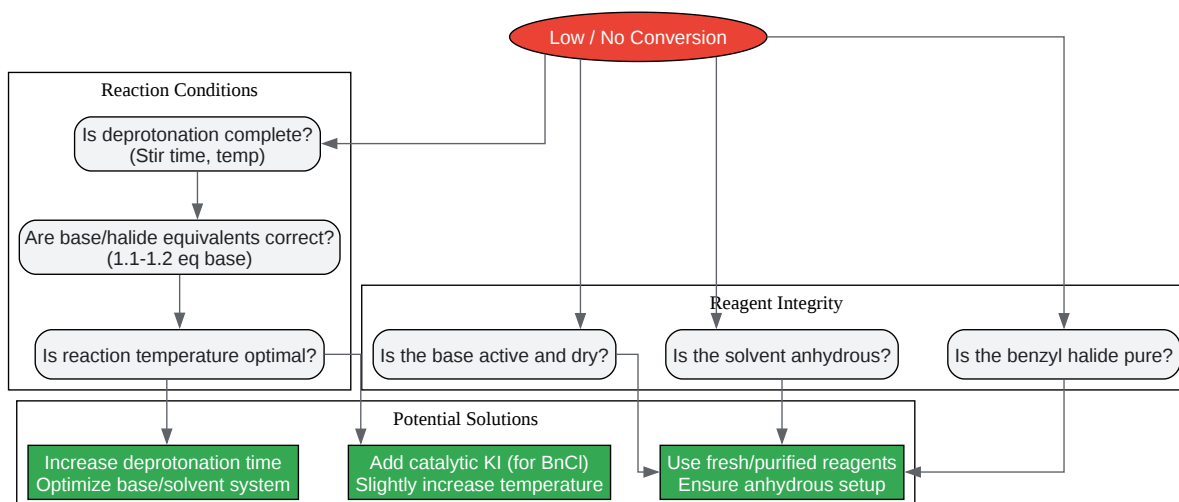 Low / No Conversion
Reaction Conditions
Is deprotonation complete?
(Stir time, temp)
Are base/halide equivalents correct?
(1.1-1.2 eq base)
Is reaction temperature optimal?
Reagent Integrity
Is the base active and dry?
Is the solvent anhydrous?
Is the benzyl halide pure?
Potential Solutions
Increase deprotonation time
Optimize base/solvent system
Add catalytic KI (for BnCl)
Slightly increase temperature
Use fresh/purified reagents
Ensure anhydrous setup